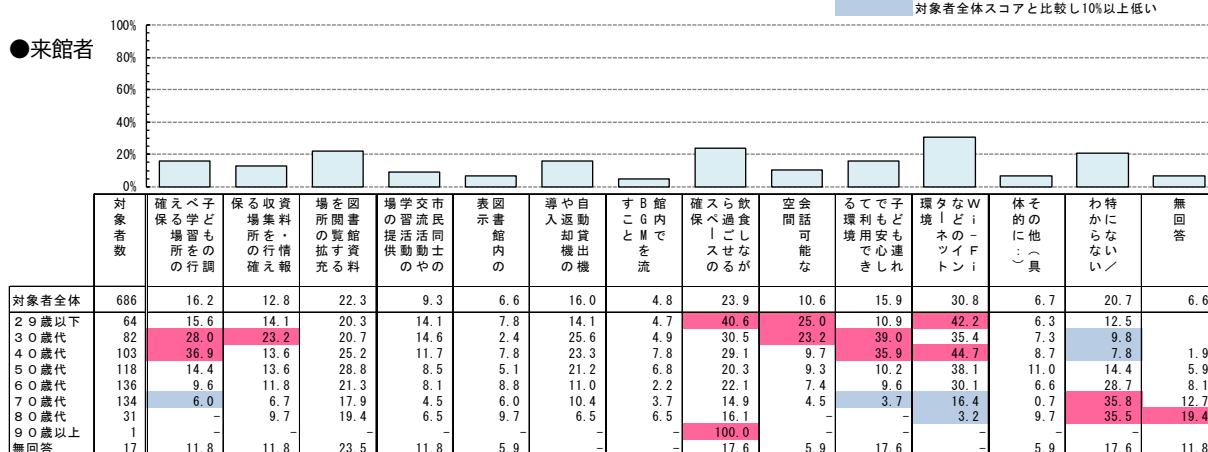 対象者全体スコアと比較し10%以上低い
●来館者
100%
80%
60%
40%
20%
0%
対象者数
子どもの調べ学習を行える場所の確保
資料・情報収集を行える場所の確保
図書館資料を閲覧する場所の拡充
市民同士の交流活動や学習活動の場の提供
図書館内の表示
自動貸出機や返却機の導入
館内でBGMを流すこと
飲食しながら過ごせるスペースの確保
会話可能な空間
子ども連れでも安心して利用できる環境
Wi-Fiなどのインターネット環境
その他(具体的に:)
特にない/わからない
無回答
対象者全体 686 16.2 12.8 22.3 9.3 6.6 16.0 4.8 23.9 10.6 15.9 30.8 6.7 20.7 6.6
29歳以下 64 15.6 14.1 20.3 14.1 7.8 14.1 4.7 40.6 25.0 10.9 42.2 6.3 12.5
30歳代 82 28.0 23.2 20.7 14.6 2.4 25.6 4.9 30.5 23.2 39.0 35.4 7.3 9.8
40歳代 103 36.9 13.6 25.2 11.7 7.8 23.3 7.8 29.1 9.7 35.9 44.7 8.7 7.8 1.9
50歳代 118 14.4 13.6 28.8 8.5 5.1 21.2 6.8 20.3 9.3 10.2 38.1 11.0 14.4 5.9
60歳代 136 9.6 11.8 21.3 8.1 8.8 11.0 2.2 22.1 7.4 9.6 30.1 6.6 28.7 8.1
70歳代 134 6.0 6.7 17.9 4.5 6.0 10.4 3.7 14.9 4.5 3.7 16.4 0.7 35.8 12.7
80歳代 31 - 9.7 19.4 6.5 9.7 6.5 6.5 16.1 - - 3.2 9.7 35.5 19.4
90歳以上 1 - - - - - - - 100.0 - - - - -
無回答 17 11.8 11.8 23.5 11.8 5.9 - - 17.6 5.9 17.6 - 5.9 17.6 11.8